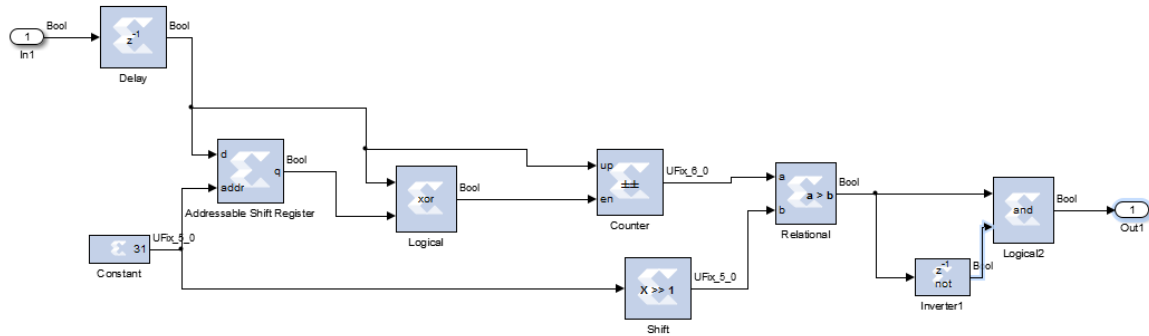 1
In1
Bool
z-1
Delay
Bool
d
addr
q
Addressable Shift Register
Bool
31
UFix_5_0
Constant
xor
Logical
Bool
up
en
±±
Counter
UFix_6_0
X >> 1
Shift
UFix_5_0
a
b
a > b
Relational
Bool
z-1
not
Inverter1
Bool
and
Logical2
Bool
1
Out1